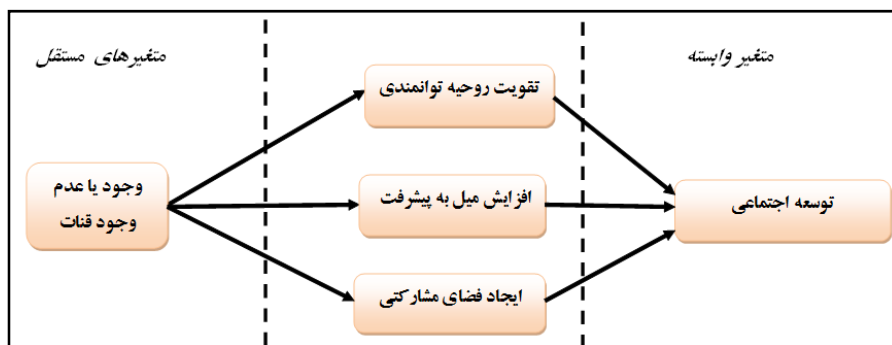 متغیرهای مستقل
متغیر وابسته
تقویت روحیه توانمندی
وجود یا عدم
وجود قنات
افزایش میل به پیشرفت
توسعه اجتماعی
ایجاد فضای مشارکتی